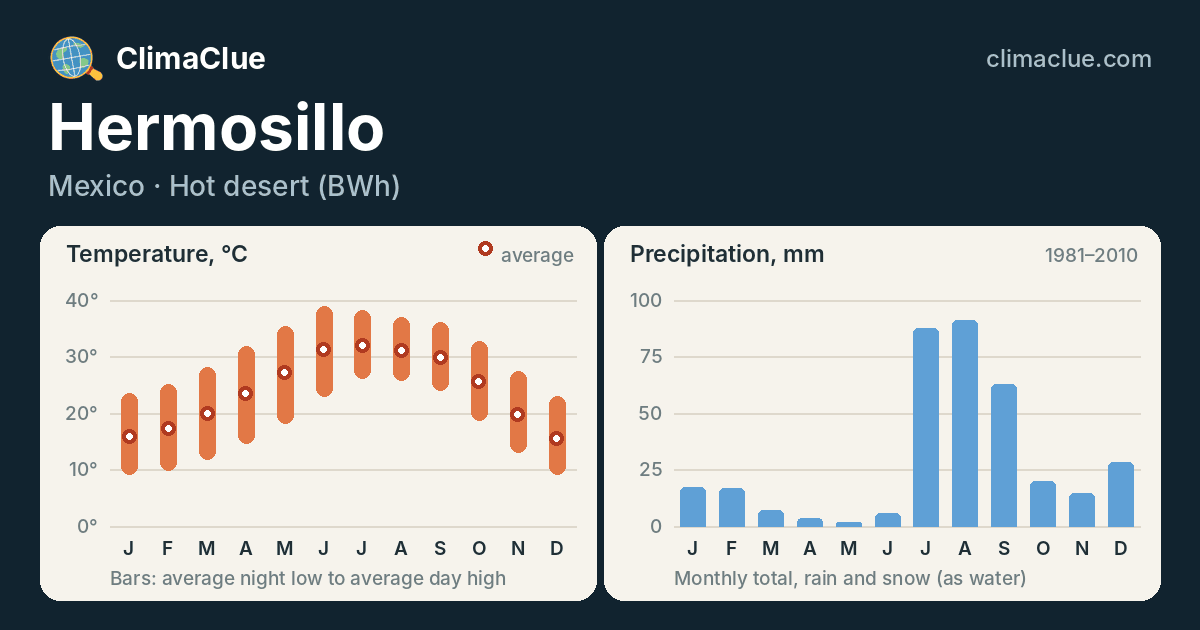 ClimaClue
climaclue.com
Hermosillo
Mexico · Hot desert (BWh)
Temperature, °C
average
40°
30°
20°
10°
0°
J F M A M J J A S O N D
Bars: average night low to average day high
Precipitation, mm
1981–2010
100
75
50
25
0
J F M A M J J A S O N D
Monthly total, rain and snow (as water)